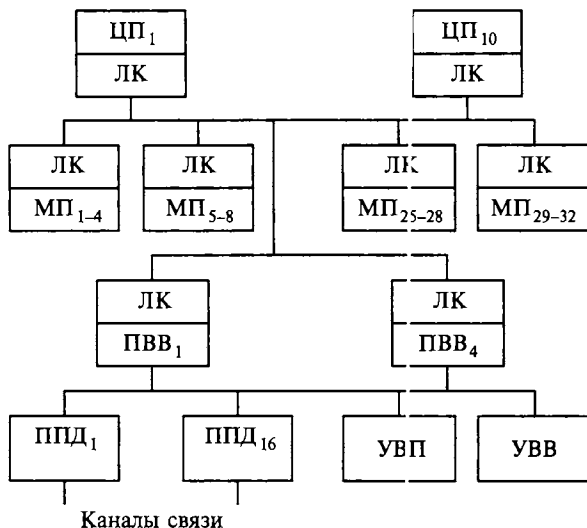 ЦП₁ ЦП₁₀
ЛК ЛК
ЛК ЛК ЛК ЛК
МП₁₋₄ МП₅₋₈ МП₂₅₋₂₈ МП₂₉₋₃₂
ЛК ЛК
ПВВ₁ ПВВ₄
ППД₁ ППД₁₆ УВП УВВ
Каналы связи